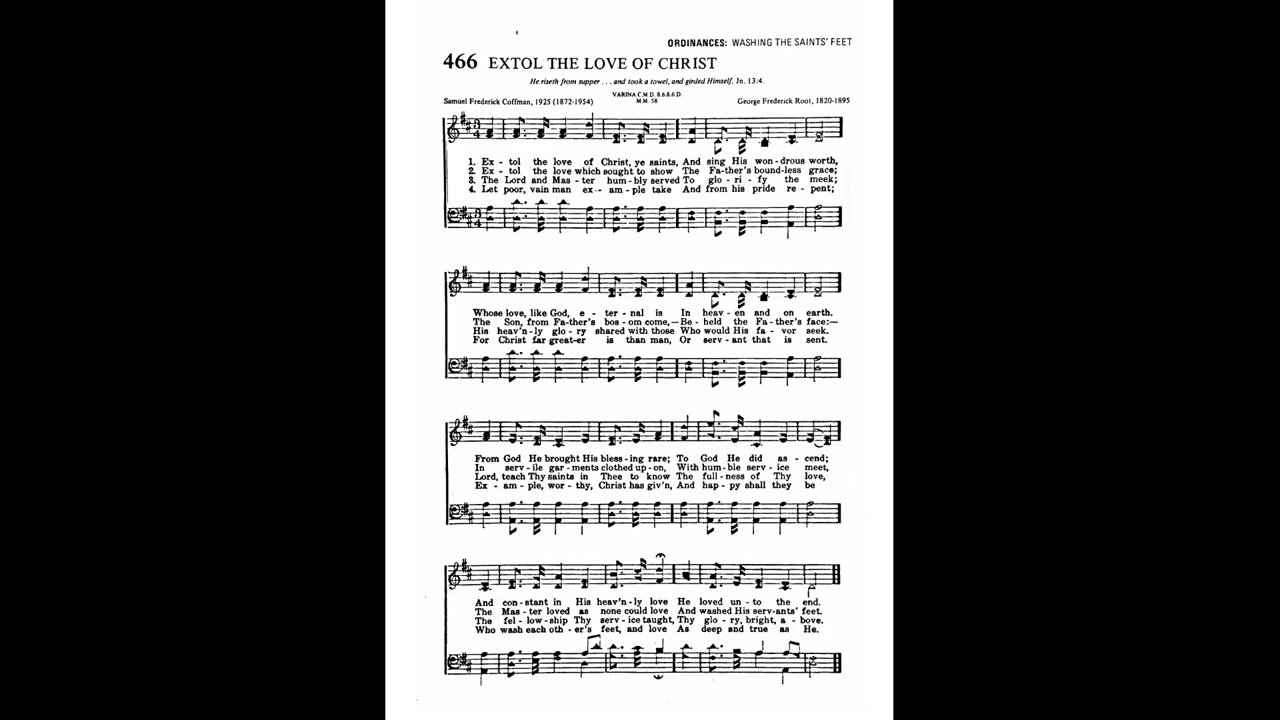 ORDINANCES: WASHING THE SAINTS' FEET
466 EXTOL THE LOVE OF CHRIST
He riseth from supper . . . and took a towel, and girded Himself. Jn. 13:4.
VARINA C.M.D. 8.6.8.6.D.
Samuel Frederick Coffman, 1925 (1872-1954) M.M. 58 George Frederick Root, 1820-1895
3 4
1. Ex - tol the love of Christ, ye saints, And sing His won - drous worth,
2. Ex - tol the love which sought to show The Fa-ther's bound-less grace;
3. The Lord and Mas - ter hum - bly served To glo - ri - fy the meek;
4. Let poor, vain man ex - am - ple take And from his pride re - pent;
3 4
Whose love, like God, e - ter - nal is In heav - en and on earth.
The Son, from Fa-ther's bos - om come,—Be - held the Fa - ther's face:—
His heav'n-ly glo - ry shared with those Who would His fa - vor seek.
For Christ far great-er is than man, Or serv - ant that is sent.
From God He brought His bless - ing rare; To God He did as - cend;
In serv - ile gar - ments clothed up - on, With hum - ble serv - ice meet,
Lord, teach Thy saints in Thee to know The full - ness of Thy love,
Ex - am - ple, wor - thy, Christ has giv'n, And hap - py shall they be
And con - stant in His heav'n - ly love He loved un - to the end.
The Mas - ter loved as none could love And washed His serv-ants' feet.
The fel - low - ship Thy serv - ice taught, Thy glo - ry, bright, a - bove.
Who wash each oth - er's feet, and love As deep and true as He.